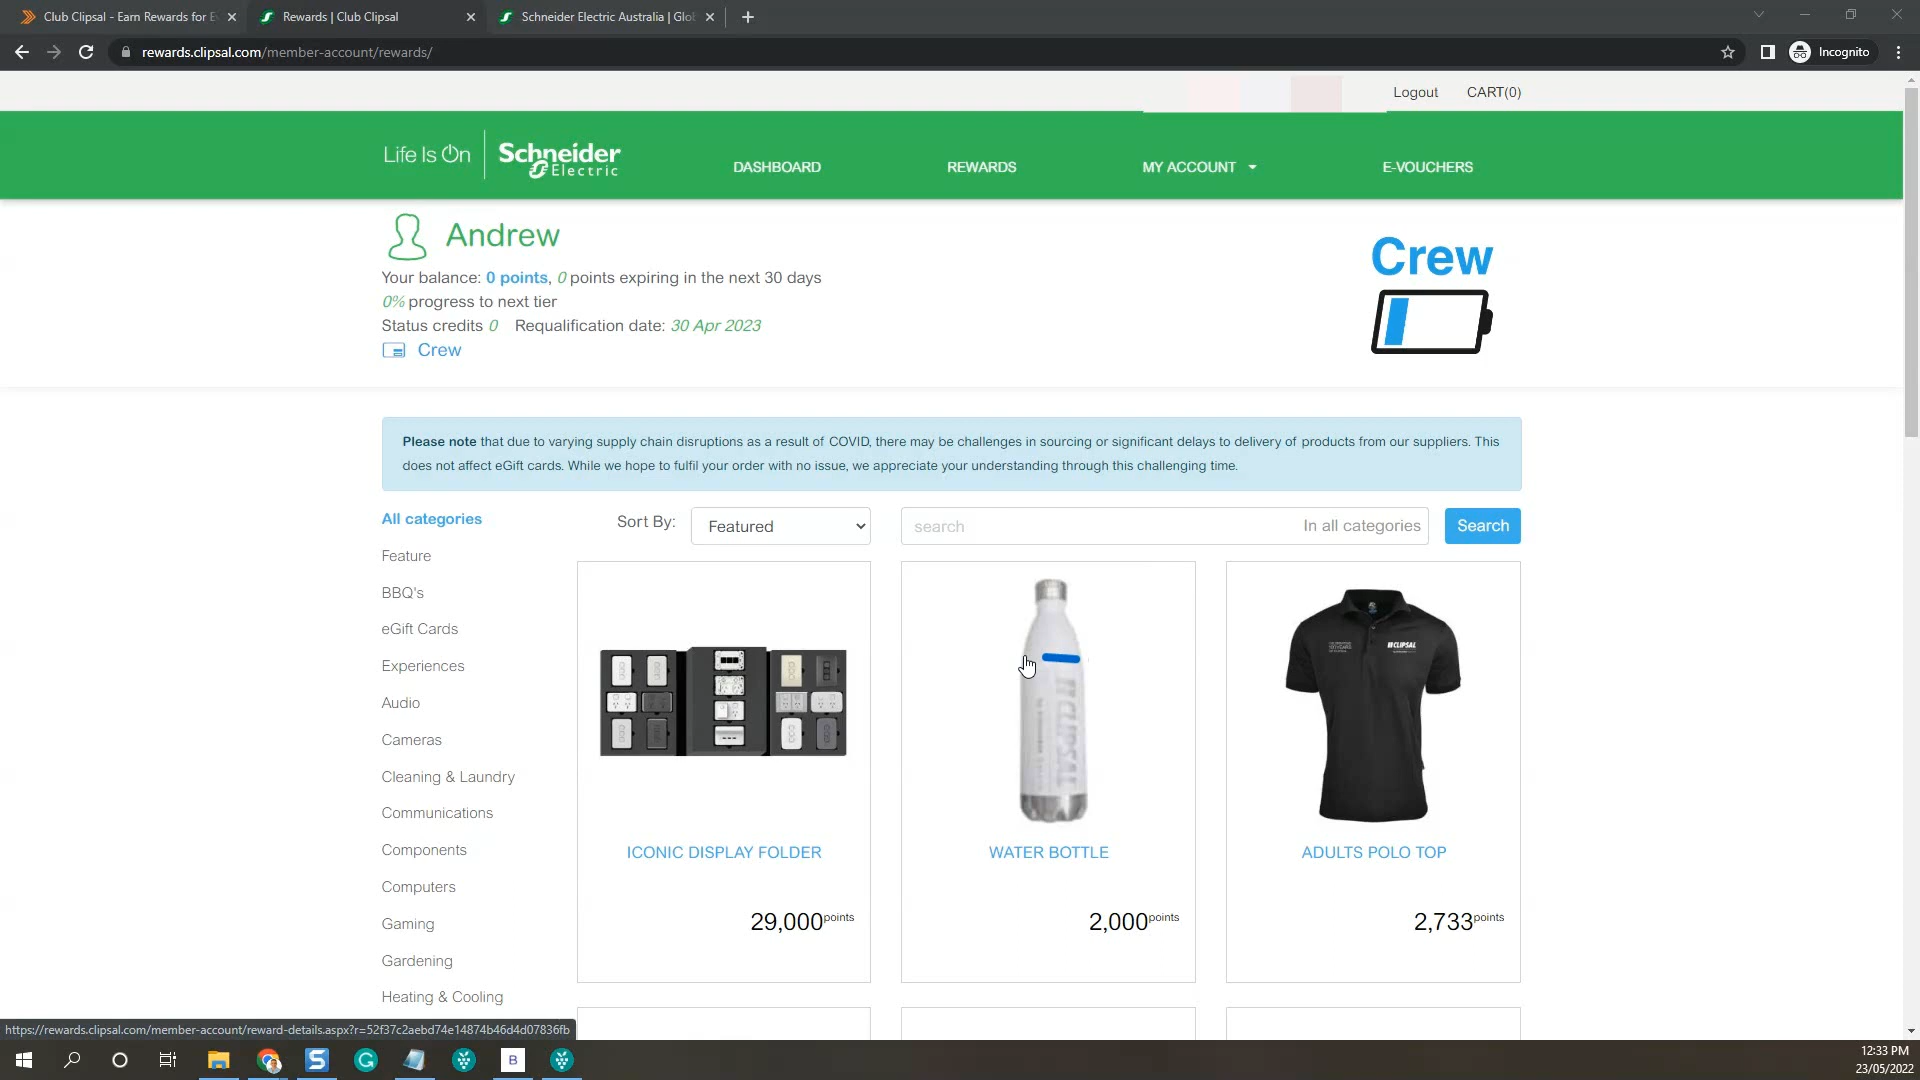 Club Clipsal - Earn Rewards for E
Rewards | Club Clipsal
Schneider Electric Australia | Glo
rewards.clipsal.com/member-account/rewards/
Incognito
Logout CART(0)
Life Is On Schneider Electric
DASHBOARD REWARDS MY ACCOUNT E-VOUCHERS
Andrew
Your balance: 0 points, 0 points expiring in the next 30 days
0% progress to next tier
Status credits 0 Requalification date: 30 Apr 2023
Crew
Crew
Please note that due to varying supply chain disruptions as a result of COVID, there may be challenges in sourcing or significant delays to delivery of products from our suppliers. This
does not affect eGift cards. While we hope to fulfil your order with no issue, we appreciate your understanding through this challenging time.
All categories
Feature
BBQ's
eGift Cards
Experiences
Audio
Cameras
Cleaning & Laundry
Communications
Components
Computers
Gaming
Gardening
Heating & Cooling
Sort By: Featured
search In all categories Search
CLIPSAL
CLIPSAL
ICONIC DISPLAY FOLDER
29,000 points
WATER BOTTLE
2,000 points
ADULTS POLO TOP
2,733 points
https://rewards.clipsal.com/member-account/reward-details.aspx?r=52f37c2aebd74e14874b46d4d07836fb
12:33 PM
23/05/2022